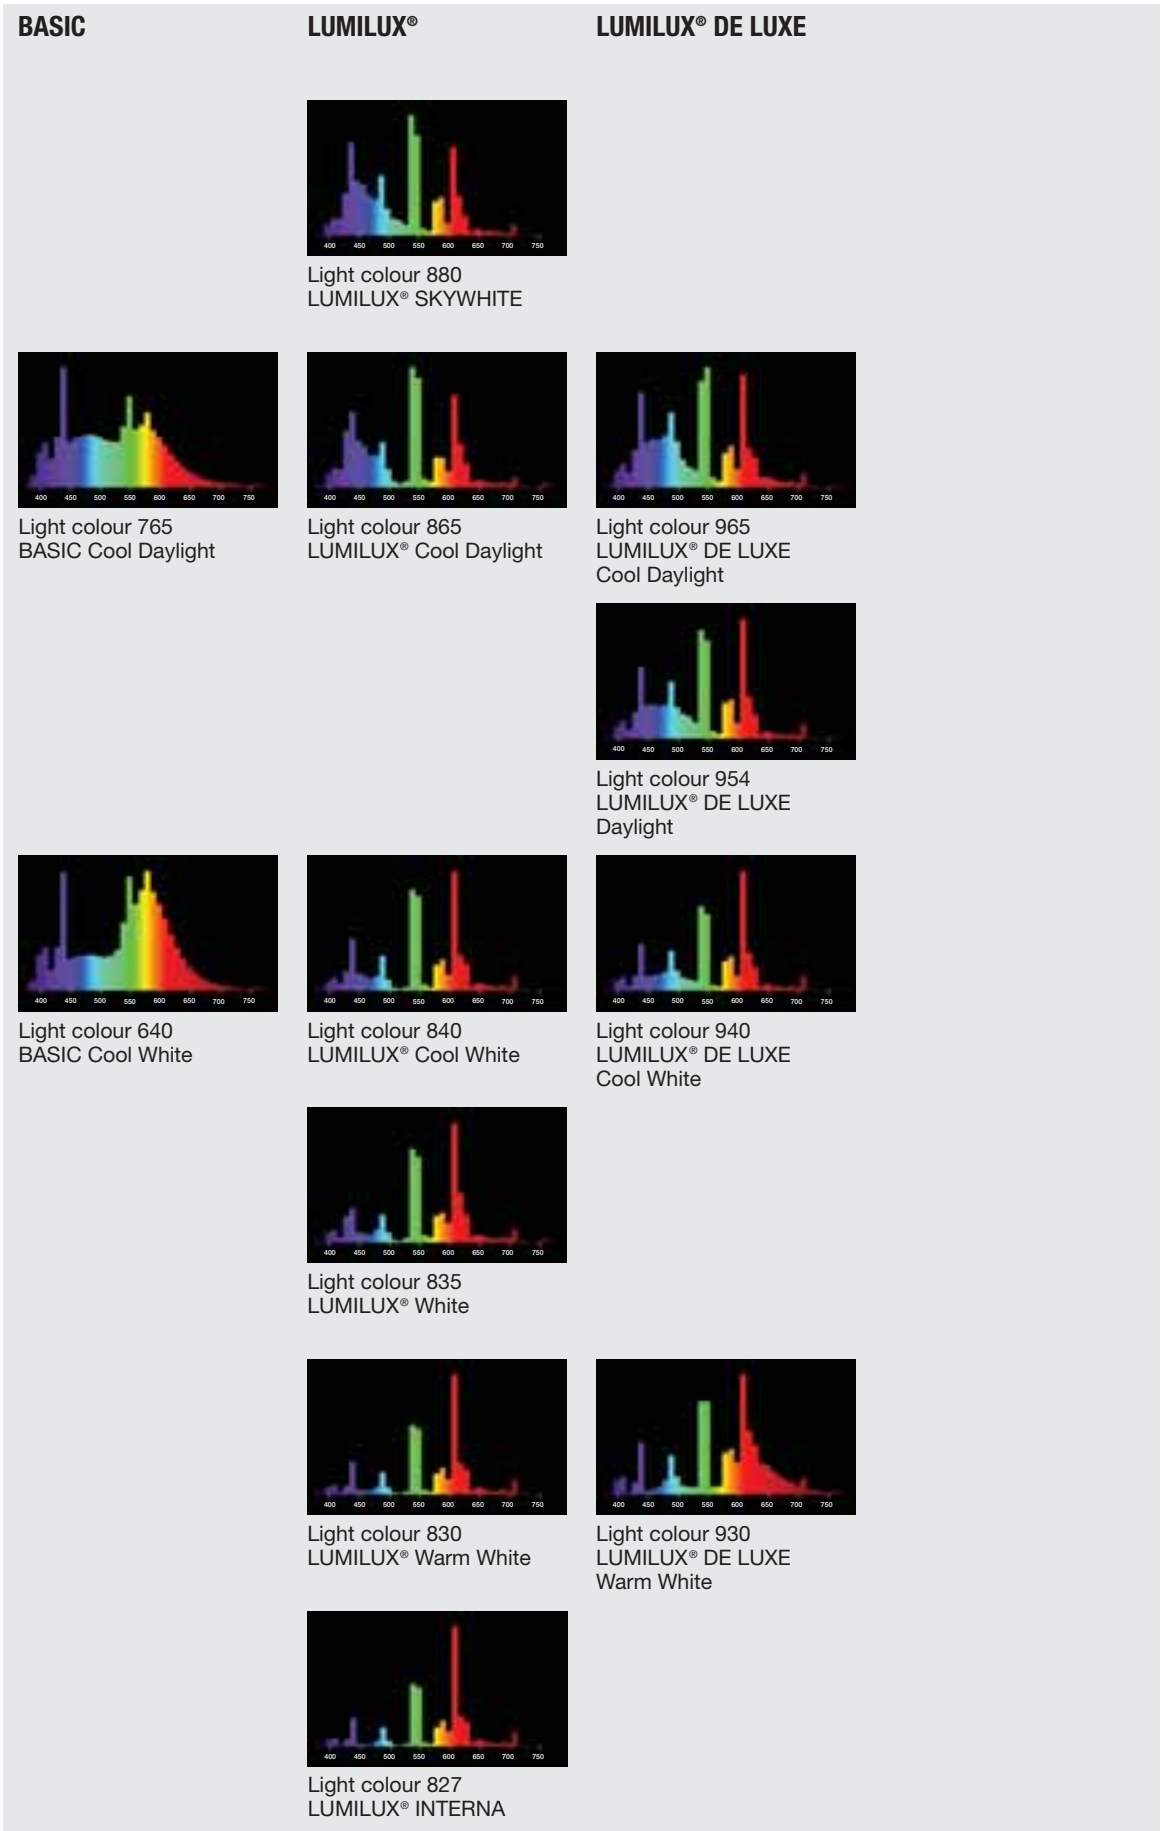 BASIC LUMILUX® LUMILUX® DE LUXE
400 450 500 550 600 650 700 750
Light colour 880
LUMILUX® SKYWHITE
400 450 500 550 600 650 700 750
400 450 500 550 600 650 700 750
400 450 500 550 600 650 700 750
Light colour 765
BASIC Cool Daylight
Light colour 865
LUMILUX® Cool Daylight
Light colour 965
LUMILUX® DE LUXE
Cool Daylight
400 450 500 550 600 650 700 750
Light colour 954
LUMILUX® DE LUXE
Daylight
400 450 500 550 600 650 700 750
400 450 500 550 600 650 700 750
400 450 500 550 600 650 700 750
Light colour 640
BASIC Cool White
Light colour 840
LUMILUX® Cool White
Light colour 940
LUMILUX® DE LUXE
Cool White
400 450 500 550 600 650 700 750
Light colour 835
LUMILUX® White
400 450 500 550 600 650 700 750
400 450 500 550 600 650 700 750
Light colour 830
LUMILUX® Warm White
Light colour 930
LUMILUX® DE LUXE
Warm White
400 450 500 550 600 650 700 750
Light colour 827
LUMILUX® INTERNA